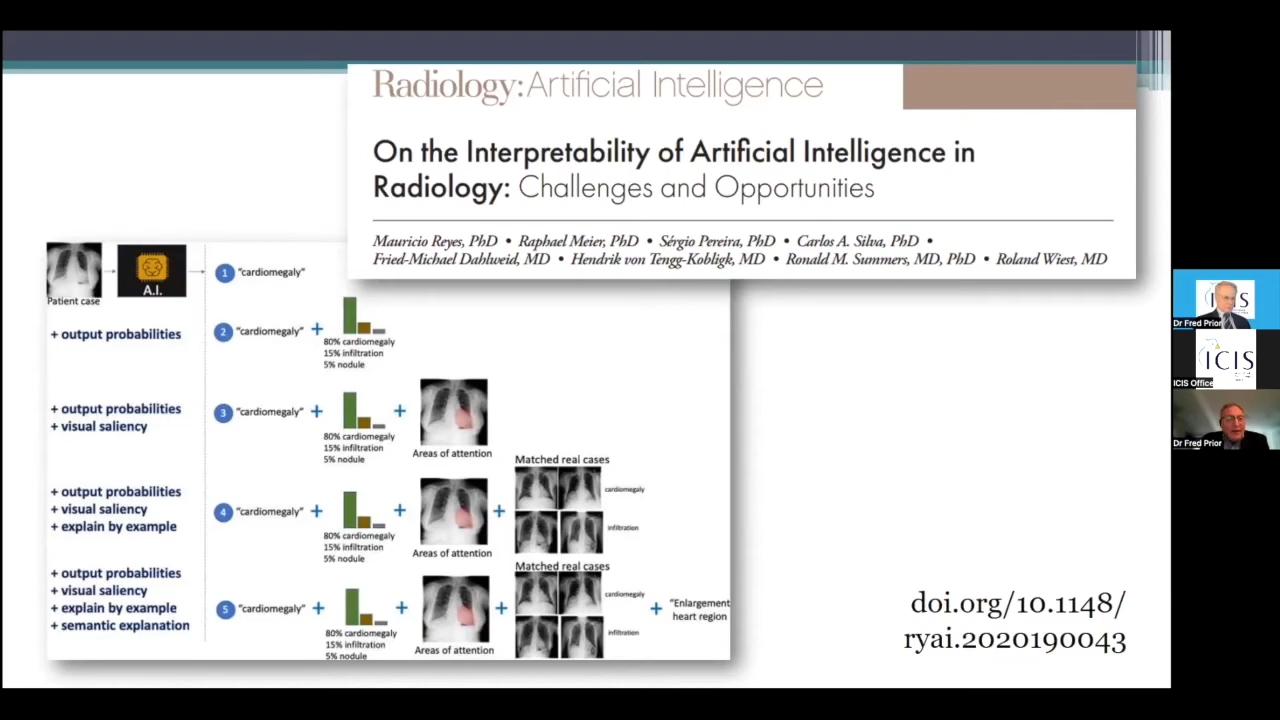 Radiology: Artificial Intelligence
On the Interpretability of Artificial Intelligence in
Radiology: Challenges and Opportunities
Mauricio Reyes, PhD • Raphael Meier, PhD • Sérgio Pereira, PhD • Carlos A. Silva, PhD •
Fried-Michael Dahlweid, MD • Hendrik von Tengg-Kobligk, MD • Ronald M. Summers, MD, PhD • Roland Wiest, MD
A.I.
Patient case
1 "cardiomegaly"
+ output probabilities
2 "cardiomegaly" +
80% cardiomegaly
15% infiltration
5% nodule
+ output probabilities
+ visual saliency
3 "cardiomegaly" + +
80% cardiomegaly
15% infiltration
5% nodule
Areas of attention
+ output probabilities
+ visual saliency
+ explain by example
4 "cardiomegaly" + + +
80% cardiomegaly
15% infiltration
5% nodule
Areas of attention
Matched real cases
cardiomegaly
infiltration
+ output probabilities
+ visual saliency
+ explain by example
+ semantic explanation
5 "cardiomegaly" + + + +
80% cardiomegaly
15% infiltration
5% nodule
Areas of attention
Matched real cases
cardiomegaly
infiltration
"Enlargement
heart region
doi.org/10.1148/
ryai.2020190043
Dr Fred Prior
ICIS
ICIS Office
Dr Fred Prior